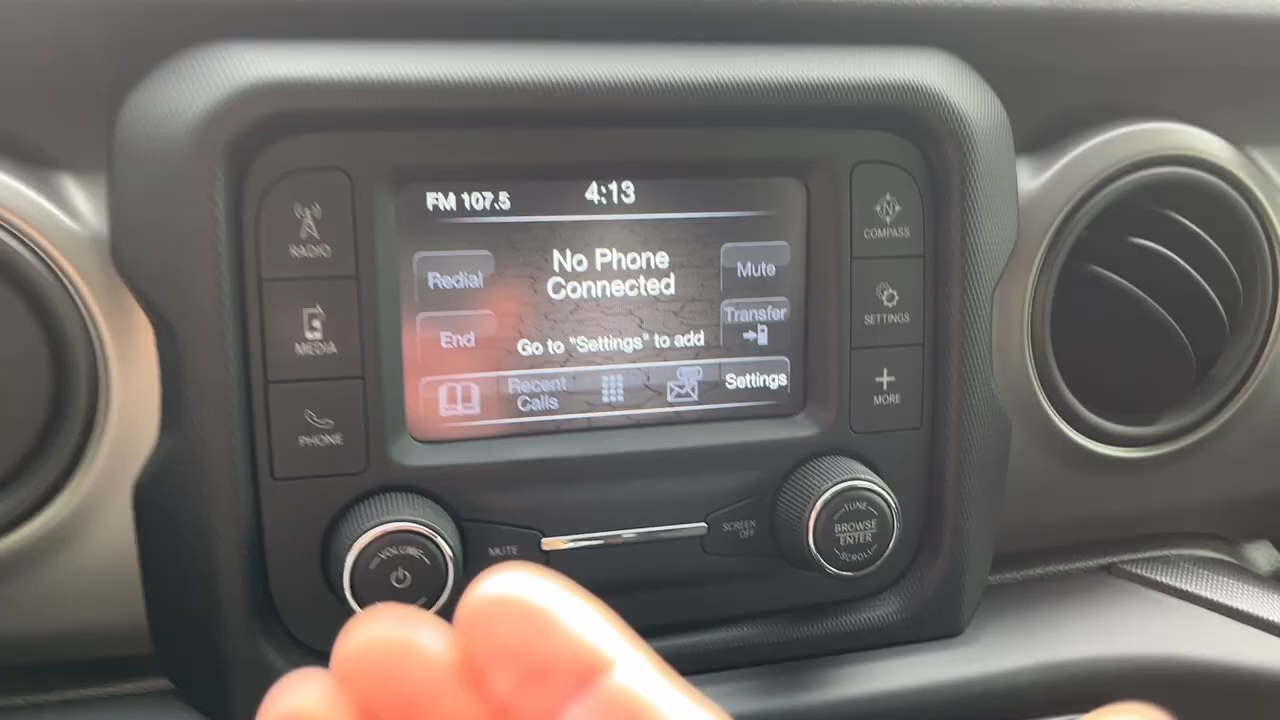 FM 107.5
4:13
RADIO
MEDIA
PHONE
Redial
End
No Phone
Connected
Go to "Settings" to add
Mute
Transfer
Recent
Calls
Settings
N
COMPASS
SETTINGS
MORE
VOLUME
MUTE
SCREEN
OFF
TUNE
BROWSE
ENTER
SCROLL